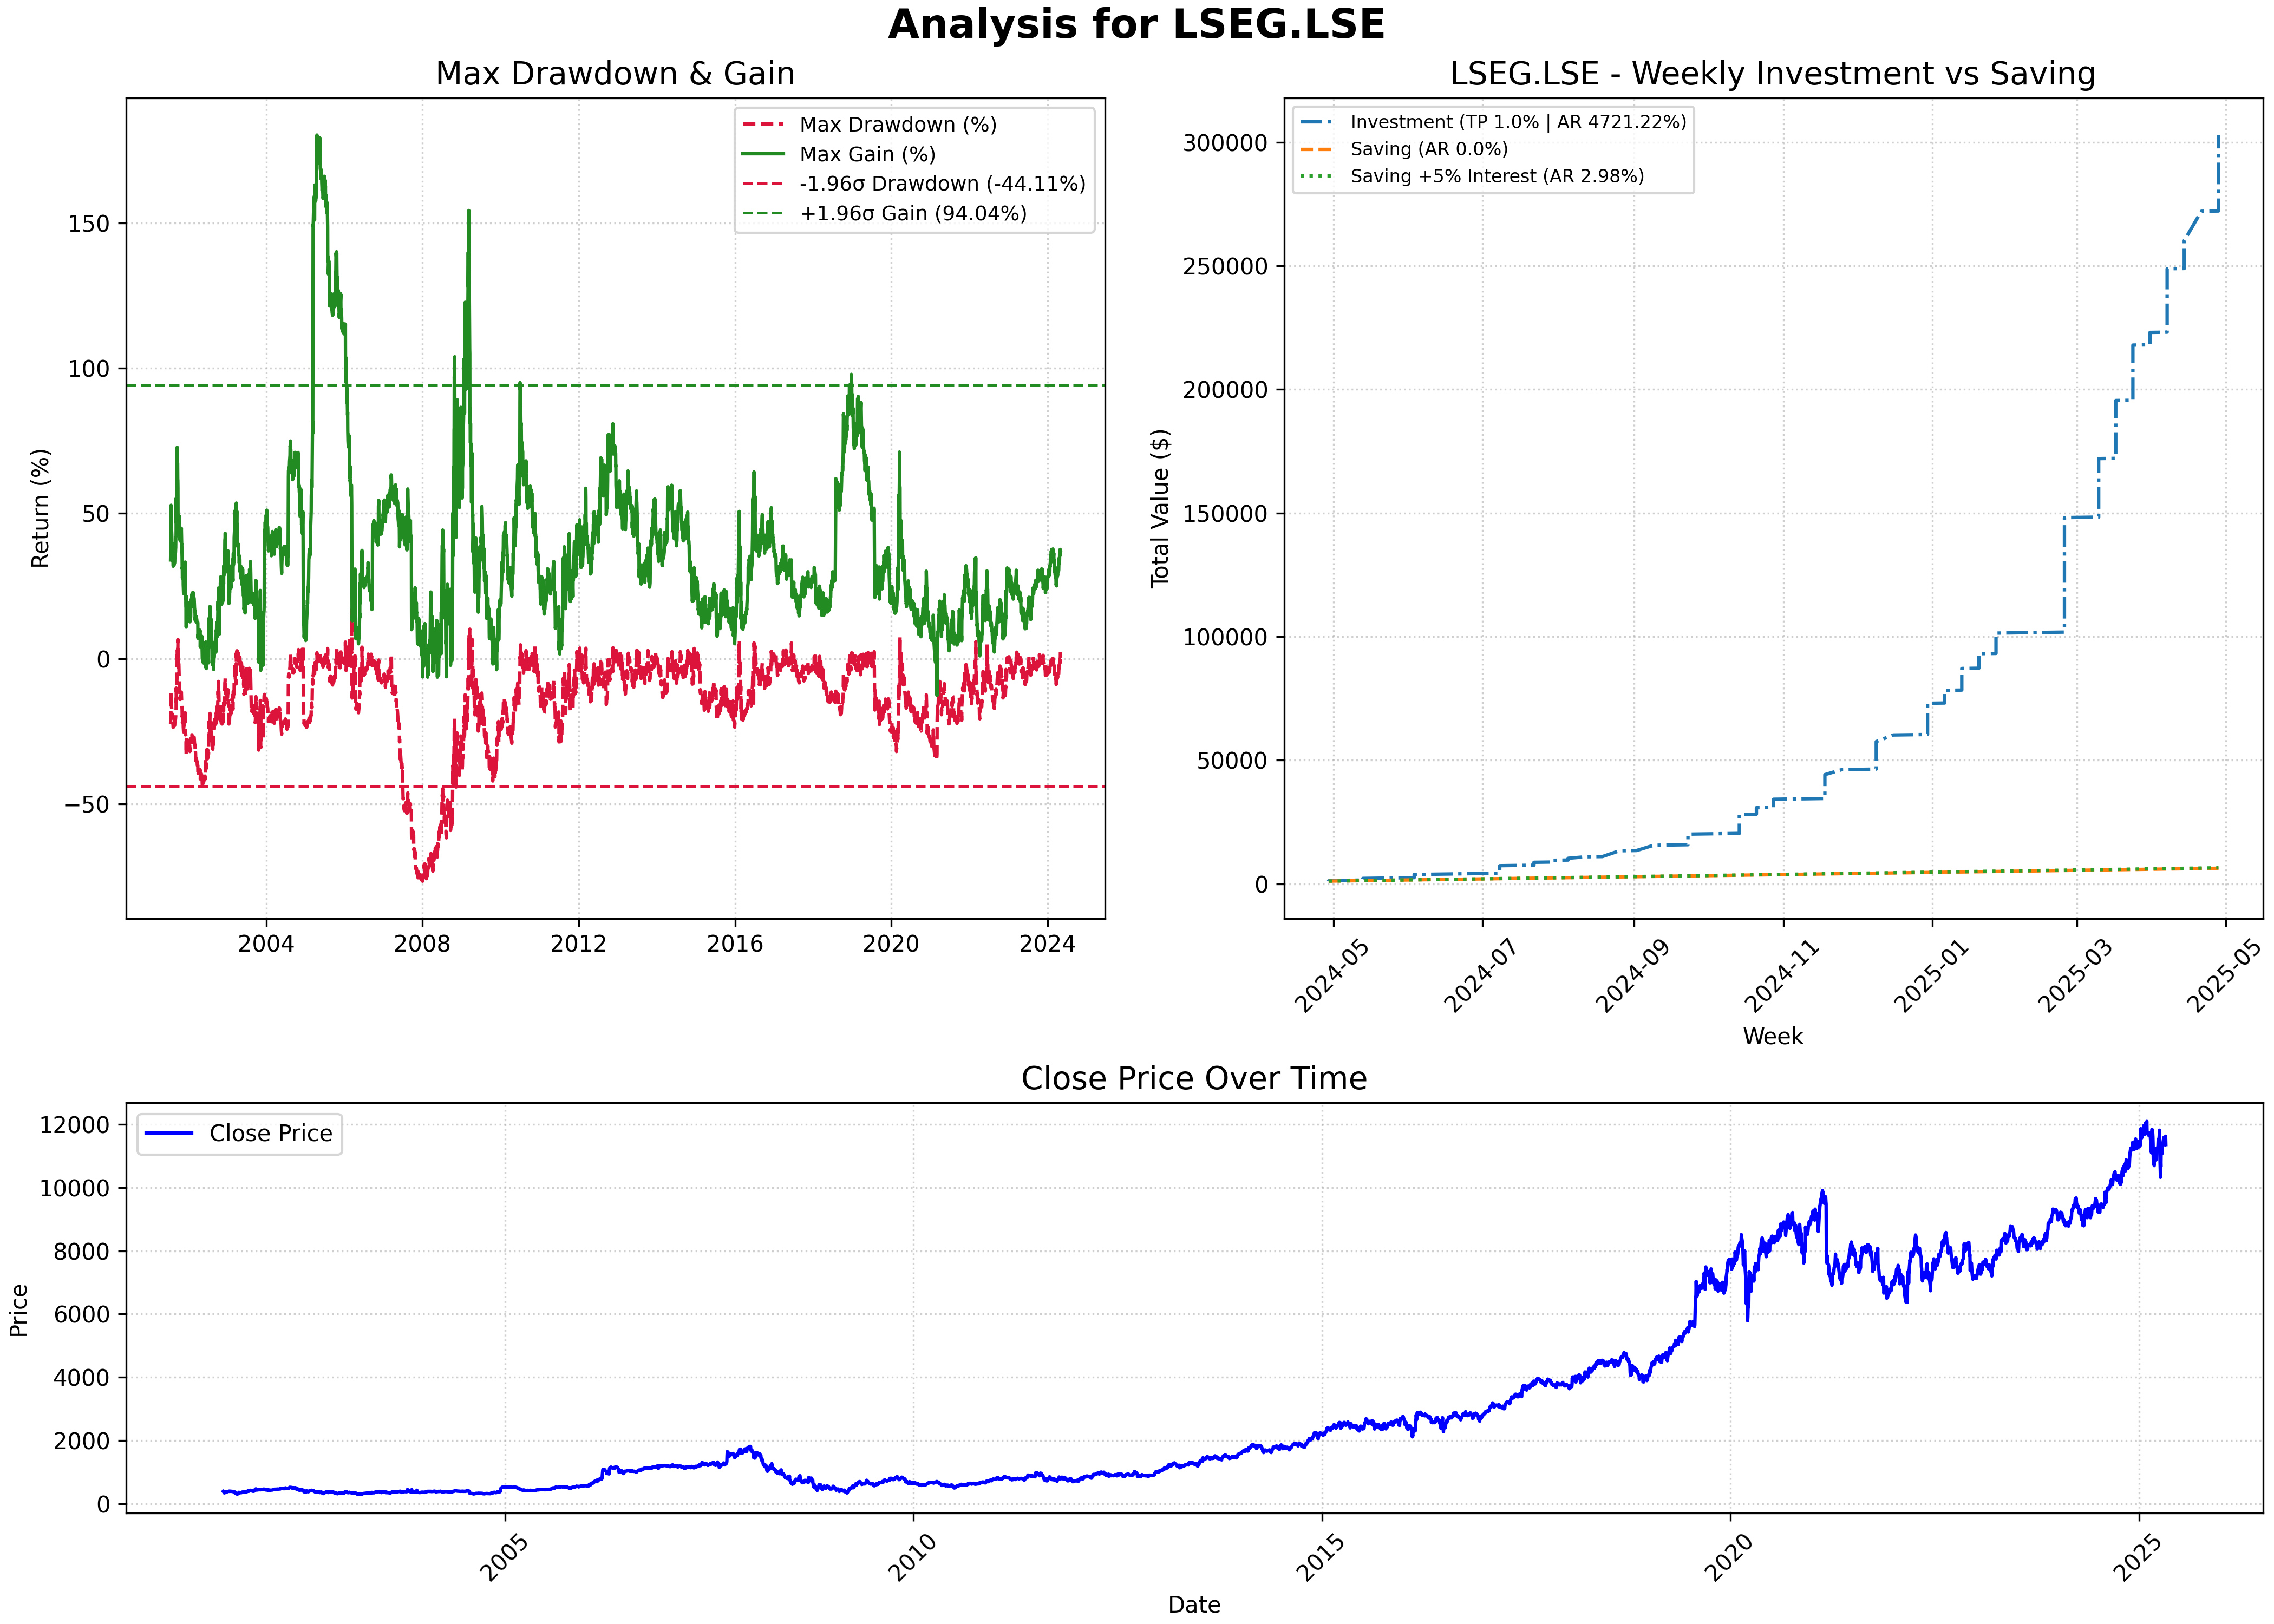 Analysis for LSEG.LSE
Max Drawdown & Gain
Return (%)
150
100
50
0
−50
2004
2008
2012
2016
2020
2024
Max Drawdown (%)
Max Gain (%)
-1.96σ Drawdown (-44.11%)
+1.96σ Gain (94.04%)
LSEG.LSE - Weekly Investment vs Saving
Total Value ($)
300000
250000
200000
150000
100000
50000
0
Investment (TP 1.0% | AR 4721.22%)
Saving (AR 0.0%)
Saving +5% Interest (AR 2.98%)
2024-05
2024-07
2024-09
2024-11
2025-01
2025-03
2025-05
Week
Close Price Over Time
Price
12000
10000
8000
6000
4000
2000
0
Close Price
2005
2010
2015
2020
2025
Date